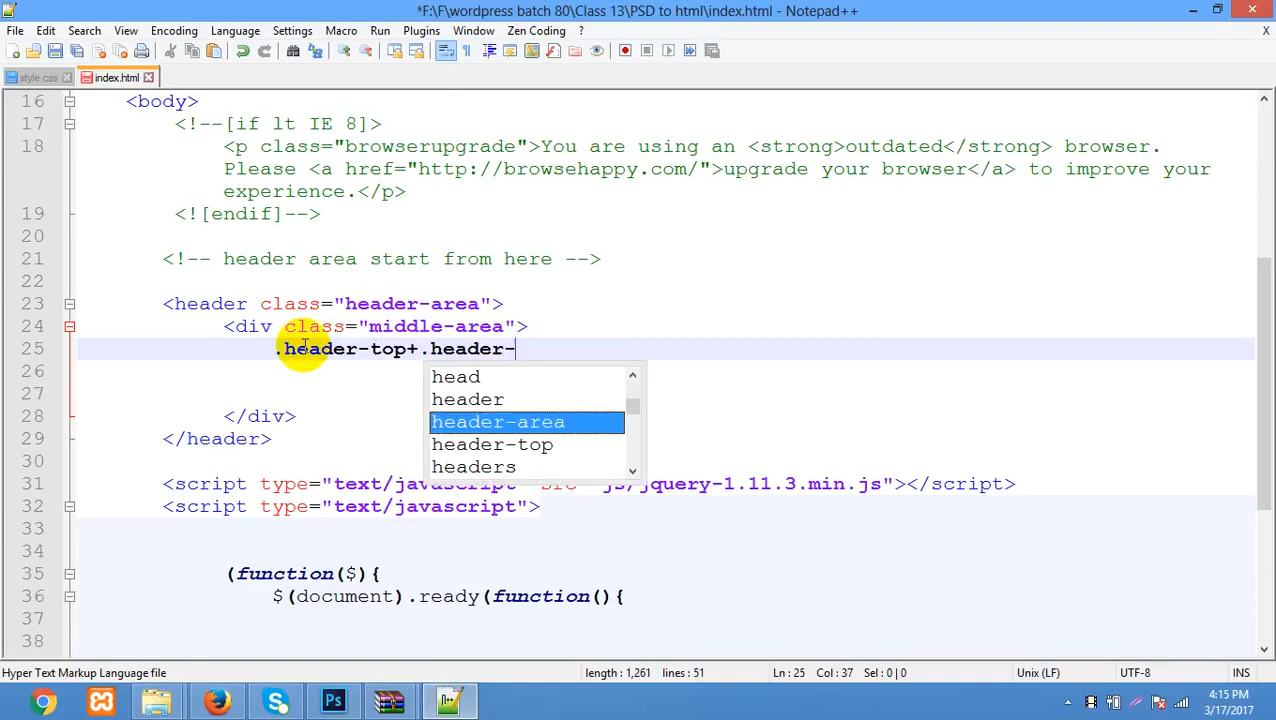 *F:\F\wordpress batch 80\Class 13\PSD to html\index.html - Notepad++
File Edit Search View Encoding Language Settings Macro Run Plugins Window Zen Coding ? X
style.css index.html
16 <body>
17 <!--[if lt IE 8]>
18 <p class="browserupgrade">You are using an <strong>outdated</strong> browser.
Please <a href="http://browsehappy.com/">upgrade your browser</a> to improve your
experience.</p>
19 <![endif]-->
20
21 <!-- header area start from here -->
22
23 <header class="header-area">
24 <div class="middle-area">
25 .header-top+.header-
26 head
27 header
header-area
28 </div>
header-top
29 </header>
30 headers
31 <script type="text/javascript" src="js/jquery-1.11.3.min.js"></script>
32 <script type="text/javascript">
33
34
35 (function($){
36 $(document).ready(function(){
37
38
Hyper Text Markup Language file length : 1,261 lines : 51 Ln : 25 Col : 37 Sel : 0 | 0 Unix (LF) UTF-8 INS
Ps
4:15 PM
3/17/2017